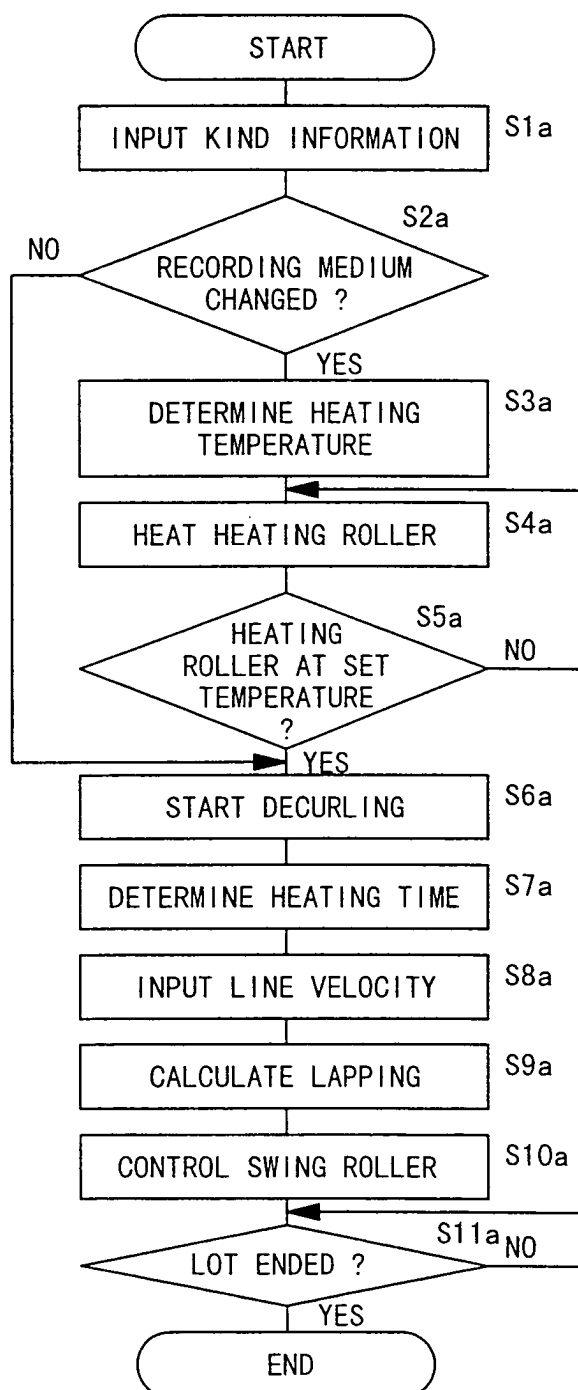 START
INPUT KIND INFORMATION
S1a
S2a
NO
RECORDING MEDIUM
CHANGED ?
YES
S3a
DETERMINE HEATING
TEMPERATURE
HEAT HEATING ROLLER
S4a
S5a
HEATING
ROLLER AT SET
TEMPERATURE
?
NO
YES
START DECURLING
S6a
DETERMINE HEATING TIME
S7a
INPUT LINE VELOCITY
S8a
CALCULATE LAPPING
S9a
CONTROL SWING ROLLER
S10a
S11a
NO
LOT ENDED ?
YES
END